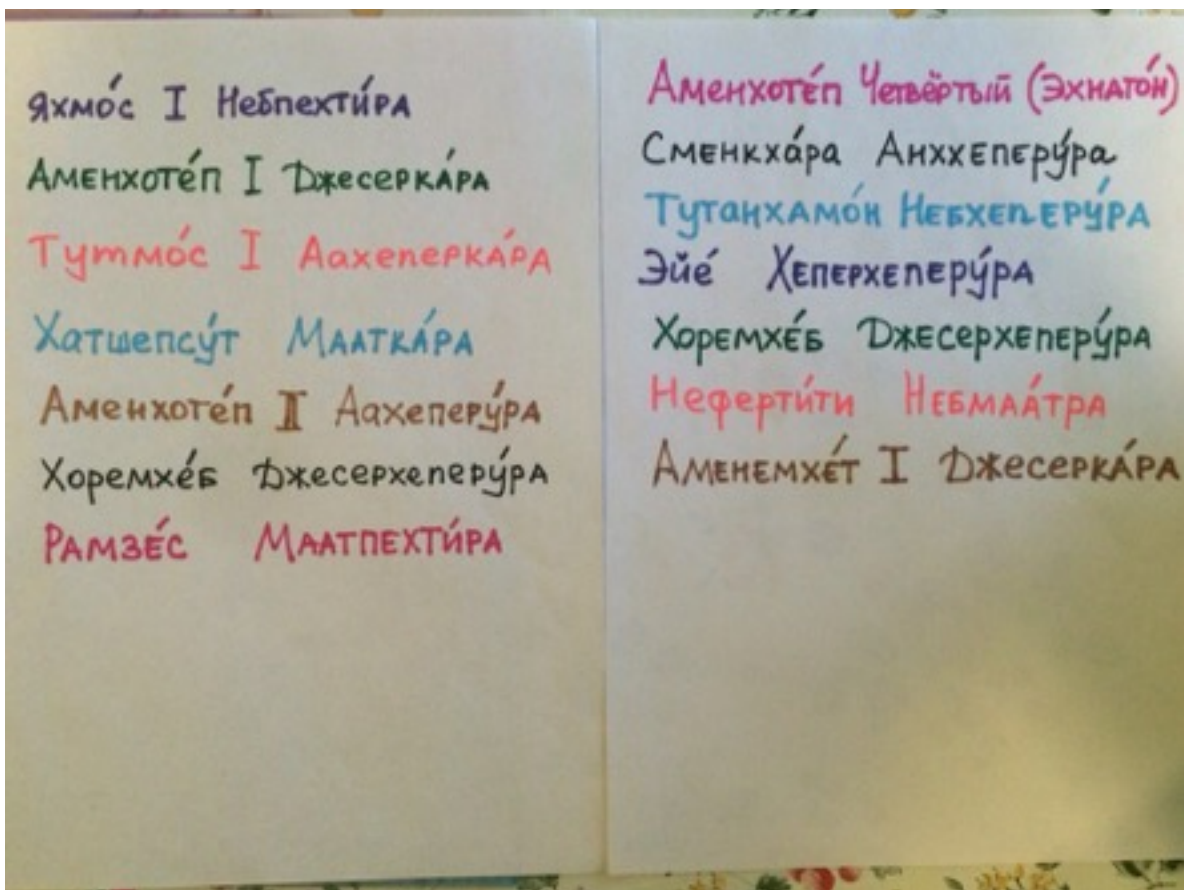 Яхмо́с I Небпехти́ра
Аменхоте́п I Джесерка́ра
Тутмо́с I Аахеперка́ра
Хатшепсу́т Мааткáра
Аменхоте́п II Аахеперу́ра
Хоремхе́б Джесерхеперу́ра
Рамзе́с Маатпехти́ра
Аменхоте́п Четвёртый (Эхнато́н)
Сменкха́ра Анххеперу́ра
Тутанхамо́н Небхеперу́ра
Эйе́ Хеперхеперу́ра
Хоремхе́б Джесерхеперу́ра
Неферти́ти Небмаа́тра
Аменемхе́т I Джесерка́ра